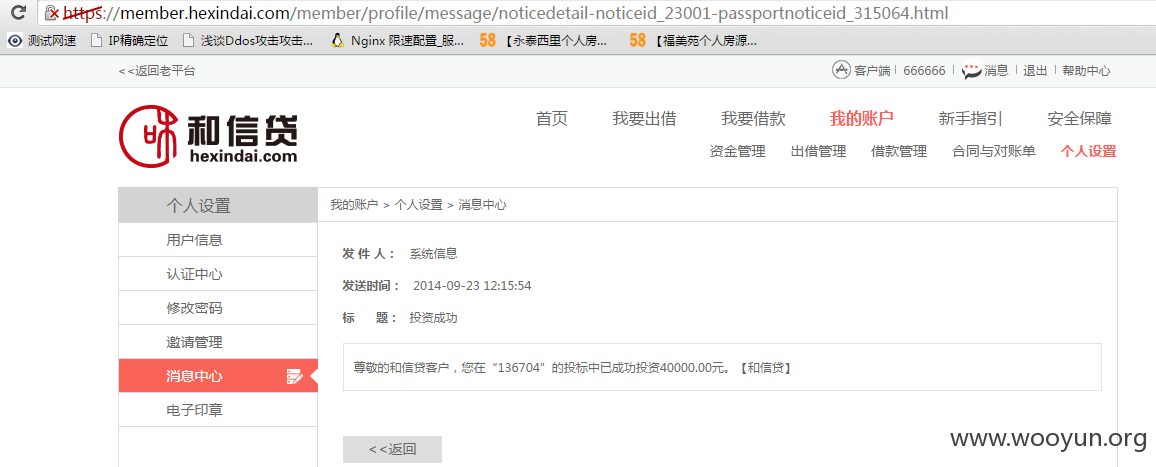 https://member.hexindai.com/member/profile/message/noticedetail-noticeid_23001-passportnoticeid_315064.html
测试网速 IP精确定位 浅谈Ddos攻击攻击... Nginx 限速配置_服... 58 【永泰西里个人房... 58 【福美苑个人房源...
<<返回老平台 客户端 | 666666 | 消息 | 退出 | 帮助中心
和信贷
hexindai.com
首页 我要出借 我要借款 我的账户 新手指引 安全保障
资金管理 出借管理 借款管理 合同与对账单 个人设置
个人设置
用户信息
认证中心
修改密码
邀请管理
消息中心
电子印章
我的账户 > 个人设置 > 消息中心
发 件 人： 系统信息
发送时间： 2014-09-23 12:15:54
标 题： 投资成功
尊敬的和信贷客户，您在“136704”的投标中已成功投资40000.00元。【和信贷】
<<返回
www.wooyun.org